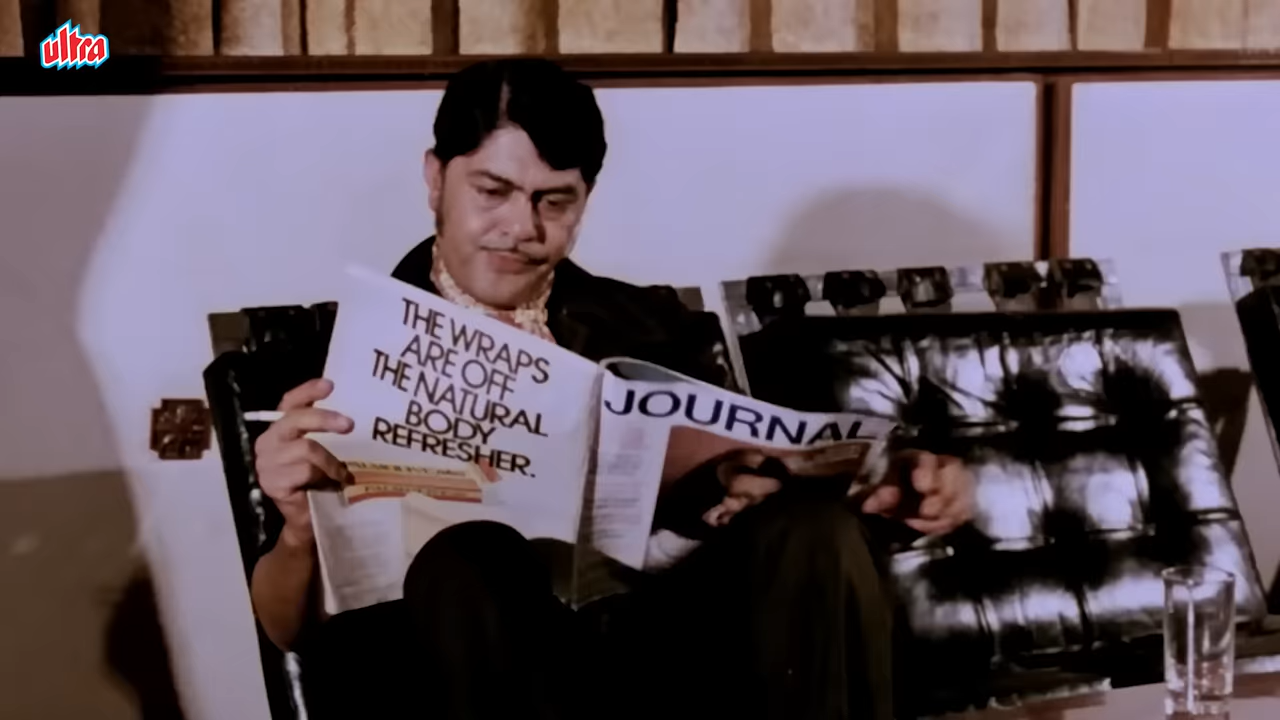 ultra
THE WRAPS
ARE OFF
THE NATURAL
BODY
REFRESHER.
JOURNAL